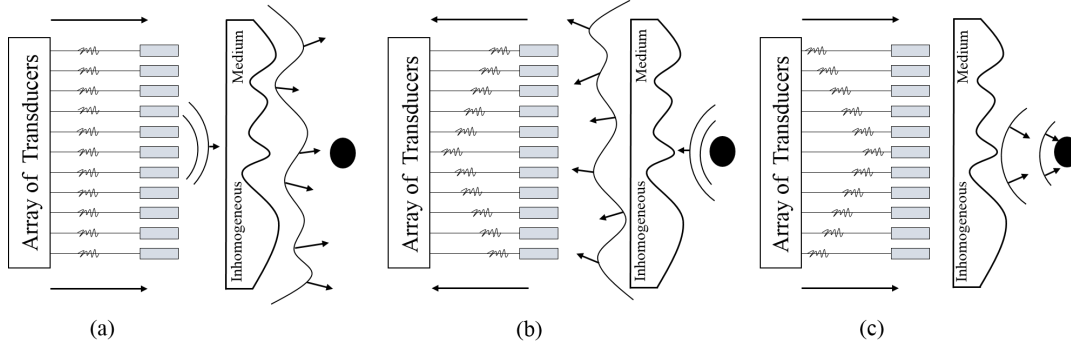 Array of Transducers
Inhomogeneous Medium
Array of Transducers
Inhomogeneous Medium
Array of Transducers
Inhomogeneous Medium
(a)
(b)
(c)